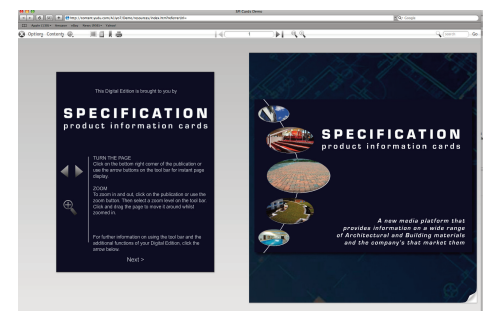 SPI Cards Demo
Google
Options Contents
1
Search Go
This Digital Edition is brought to you by
SPECIFICATION
product information cards
TURN THE PAGE
Click on the bottom right corner of the publication or
use the arrow buttons on the tool bar for instant page
display.
ZOOM
To zoom in and out, click on the publication or use the
zoom button. Then select a zoom level on the tool bar.
Click and drag the page to move it around whilst
zoomed in.
For further information on using the tool bar and the
additional functions of your Digital Edition, click the
arrow below.
Next >
SPECIFICATION
product information cards
A new media platform that
provides information on a wide range
of Architectural and Building materials
and the company's that market them